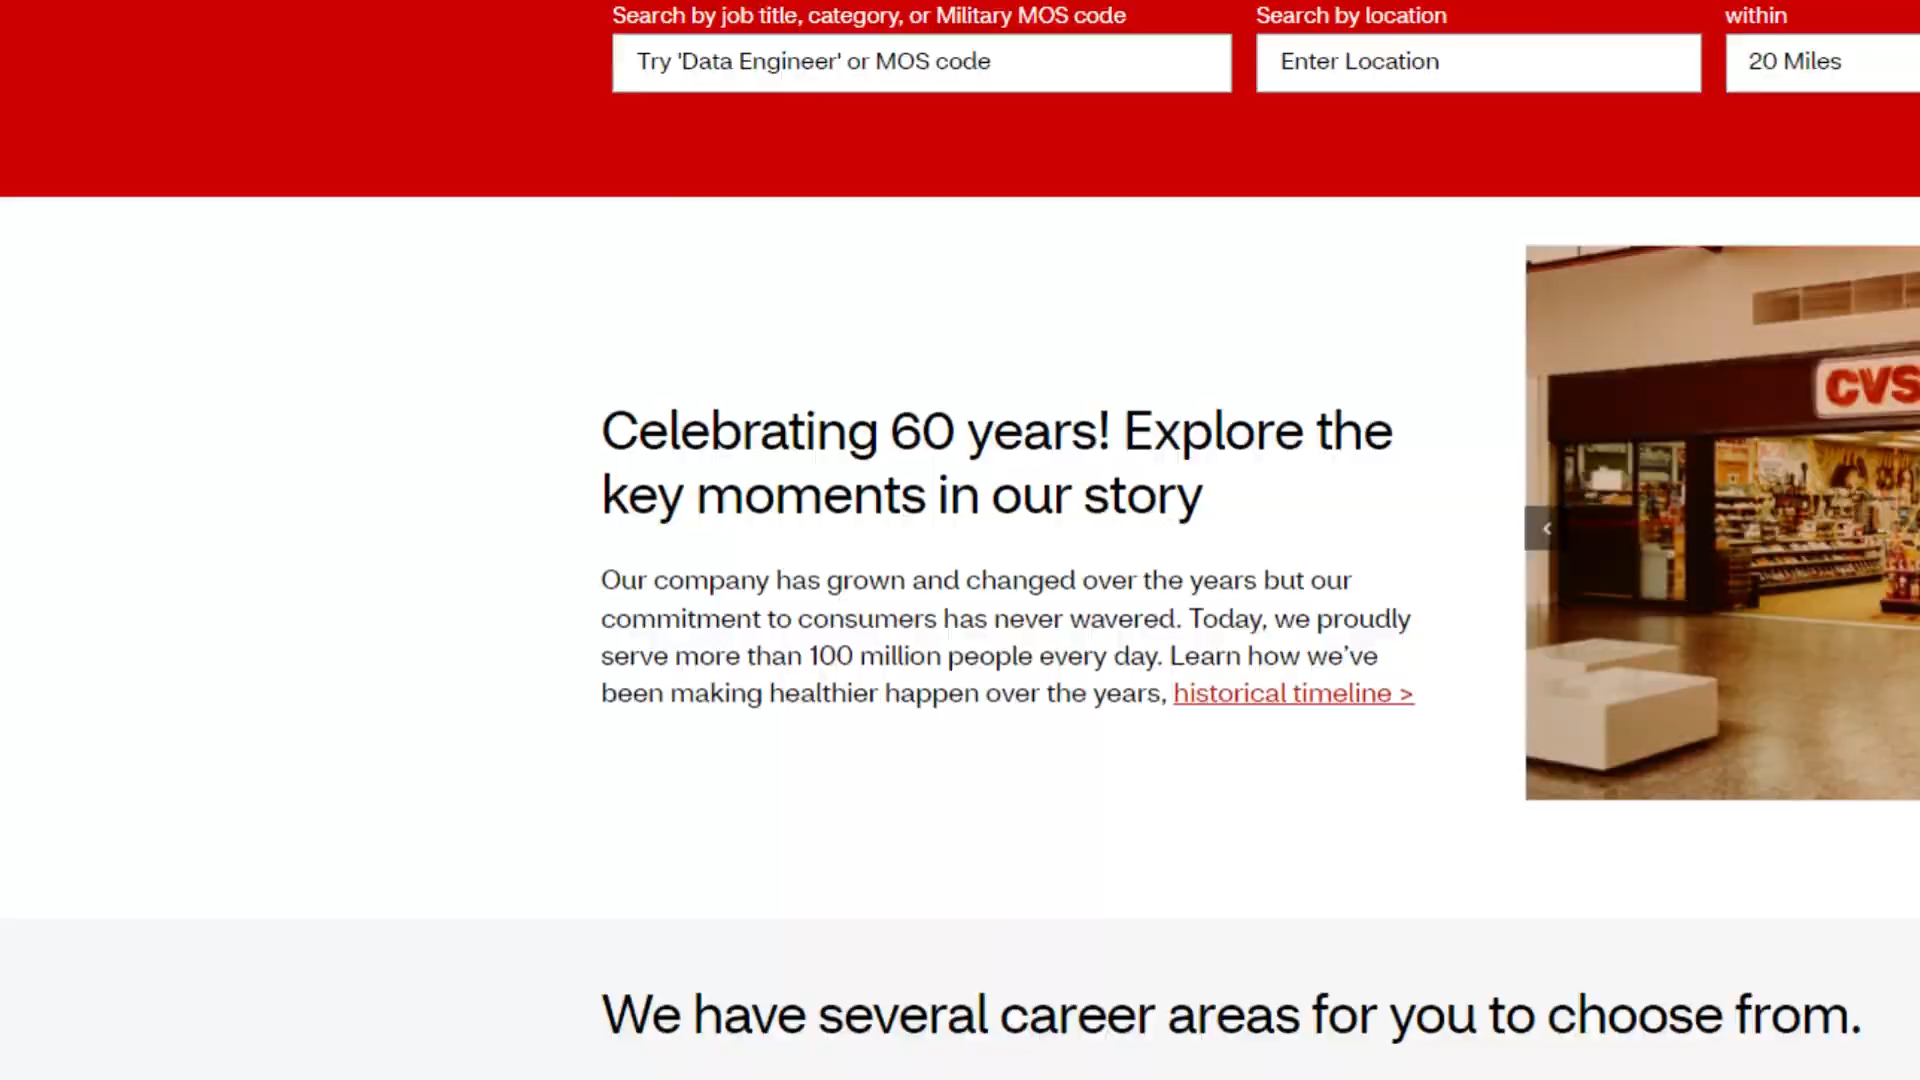 Search by job title, category, or Military MOS code
Search by location
within
Try 'Data Engineer' or MOS code
Enter Location
20 Miles
CVS
Celebrating 60 years! Explore the
key moments in our story
Our company has grown and changed over the years but our
commitment to consumers has never wavered. Today, we proudly
serve more than 100 million people every day. Learn how we’ve
been making healthier happen over the years, historical timeline >
We have several career areas for you to choose from.